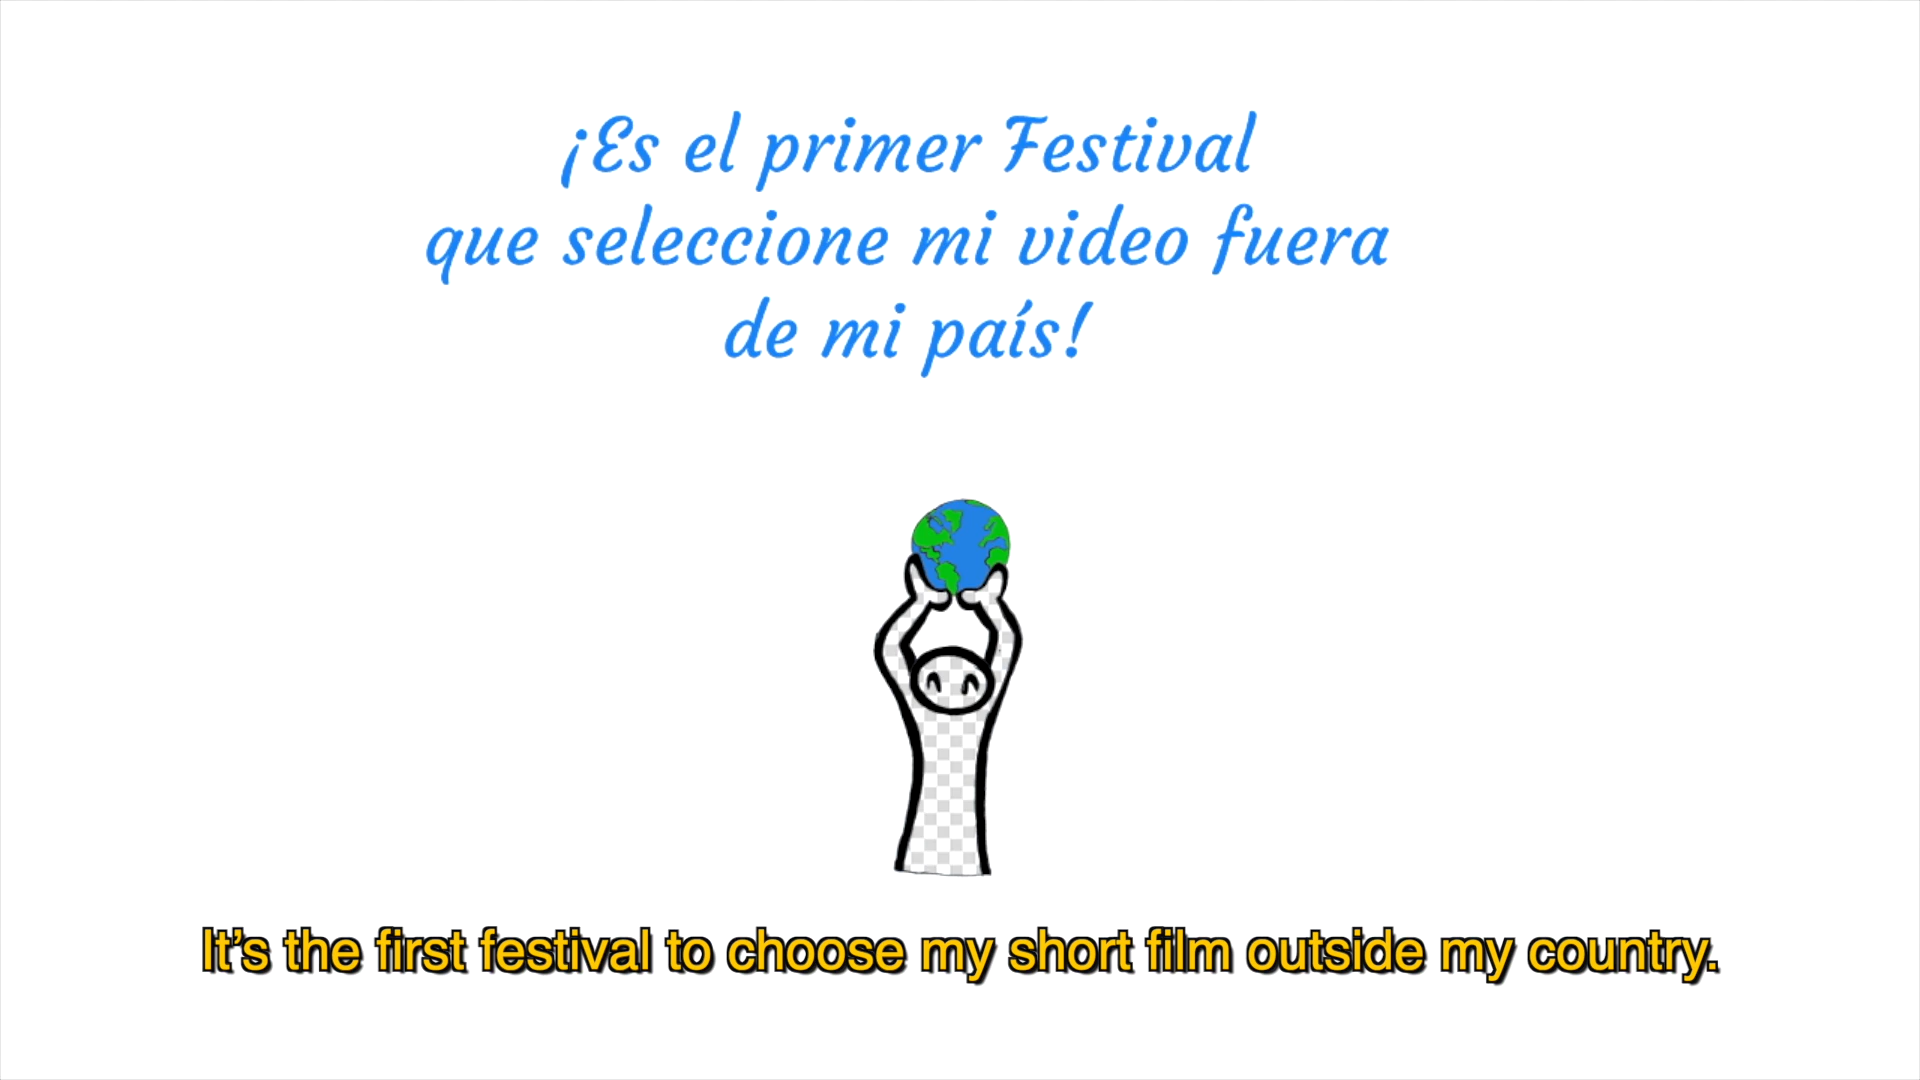 ¡Es el primer Festival
que seleccione mi video fuera
de mi país!
It's the first festival to choose my short film outside my country.